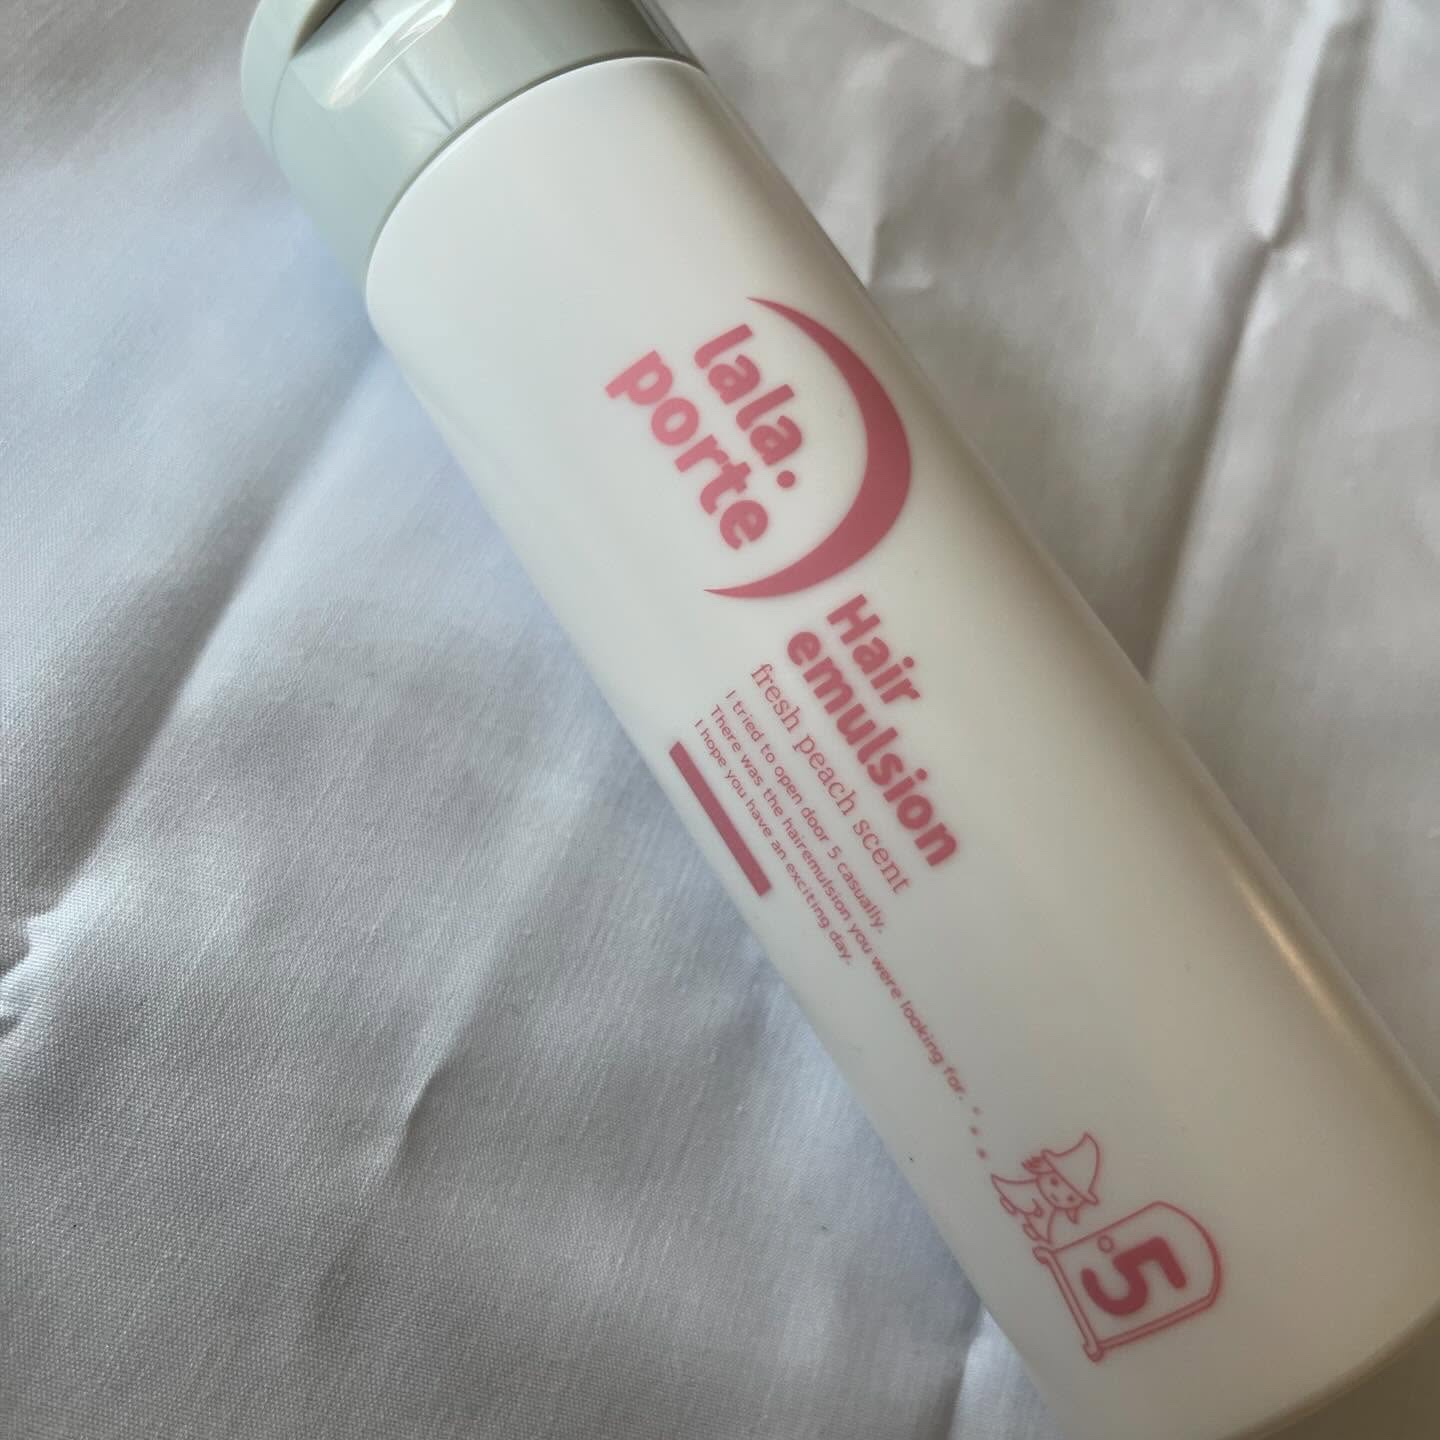 lala.
porte
Hair
emulsion
fresh peach scent
I tried to open door 5 casually.
There was the hairemulsion you were looking for.
I hope you have an exciting day.
5